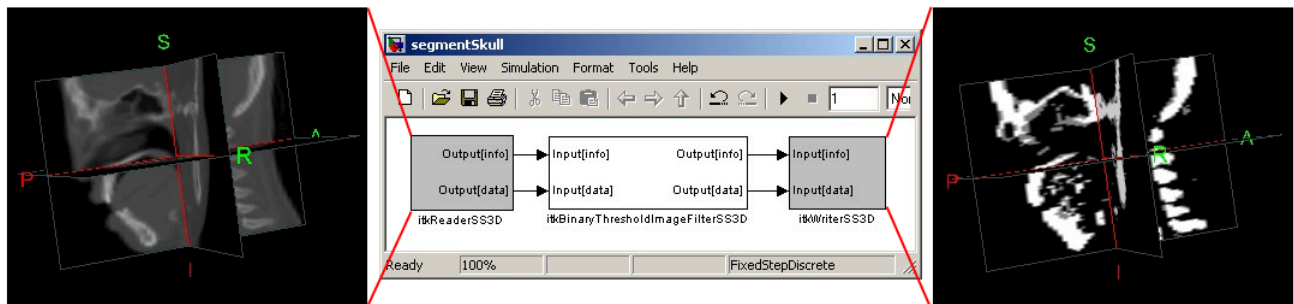 S
A
R
P
I
segmentSkull
File Edit View Simulation Format Tools Help
1
Nor
Output[info]
Input[info]
Output[info]
Input[info]
Output[data]
Input[data]
Output[data]
Input[data]
itkReaderSS3D
itkBinaryThresholdImageFilterSS3D
itkWriterSS3D
Ready 100% FixedStepDiscrete
S
A
R
P
I